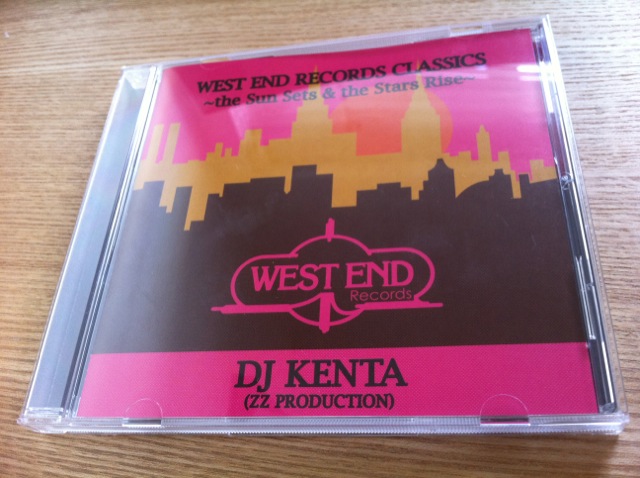 WEST END RECORDS CLASSICS
~the Sun Sets & the Stars Rise~
WEST END
Records
DJ KENTA
(ZZ PRODUCTION)